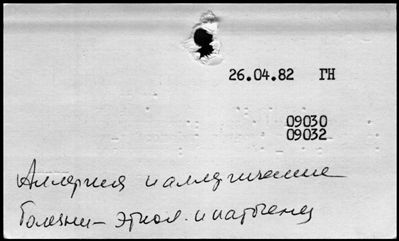 26.04.82 ГН
09030
09032
Аллергия и аллергические
болезни – этиол. и патогенез